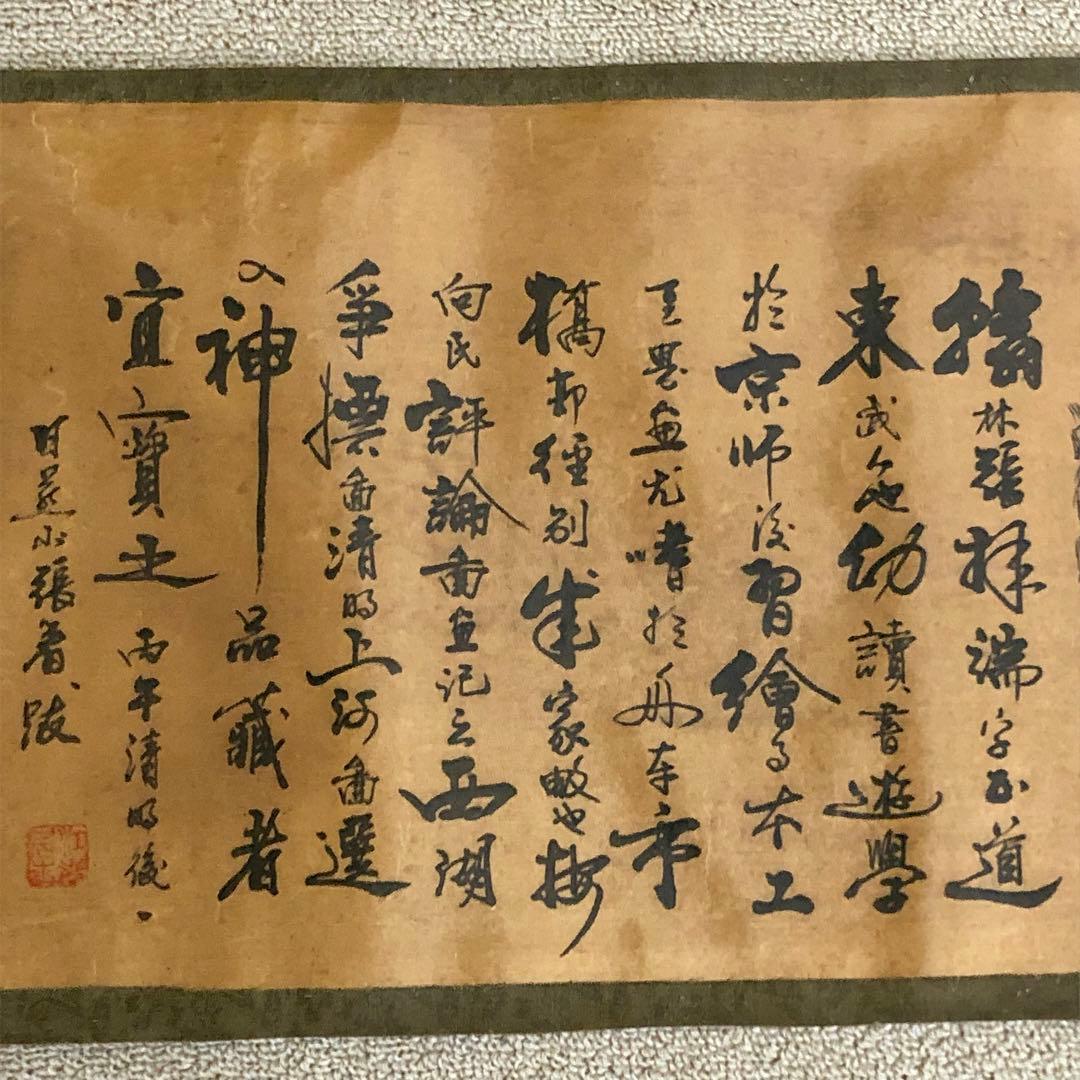 翰林張擇端字正道
東武人也幼讀書遊學
於京師後習繪事本工
其界畫尤嗜於舟車市
橋郭徑別成家數也按
向氏評論圖畫記云西湖
爭標圖清明上河圖選
入神品藏者
宜寶之丙午清明後一
日燕山張著跋